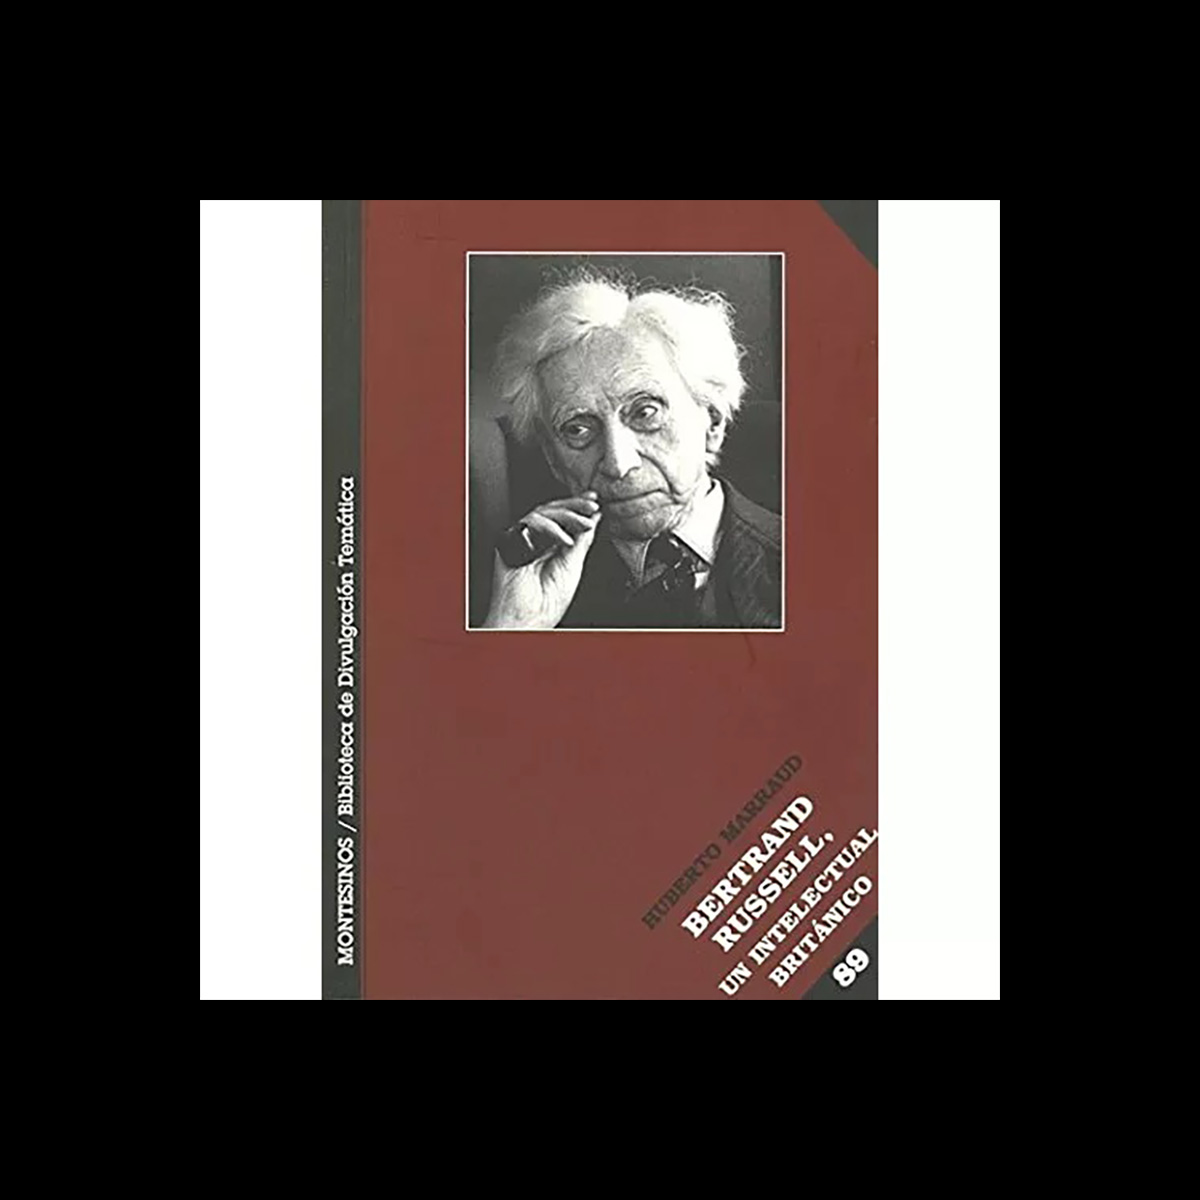 MONTESINOS / Biblioteca de Divulgación Temática
HUBERTO MARRAUD
BERTRAND
RUSSELL,
UN INTELECTUAL
BRITÁNICO
89